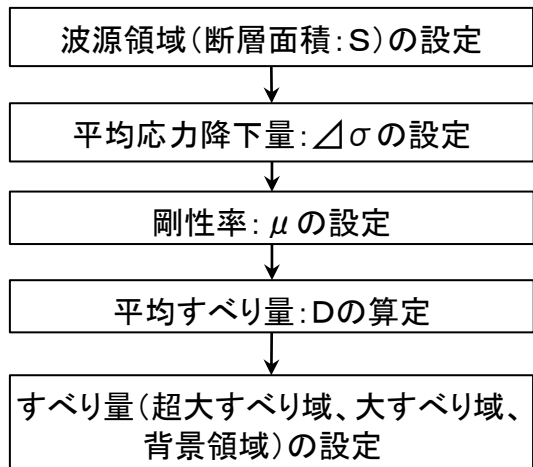 波源領域(断層面積:S)の設定
平均応力降下量:⊿σの設定
剛性率:μの設定
平均すべり量:Dの算定
すべり量(超大すべり域、大すべり域、
背景領域)の設定